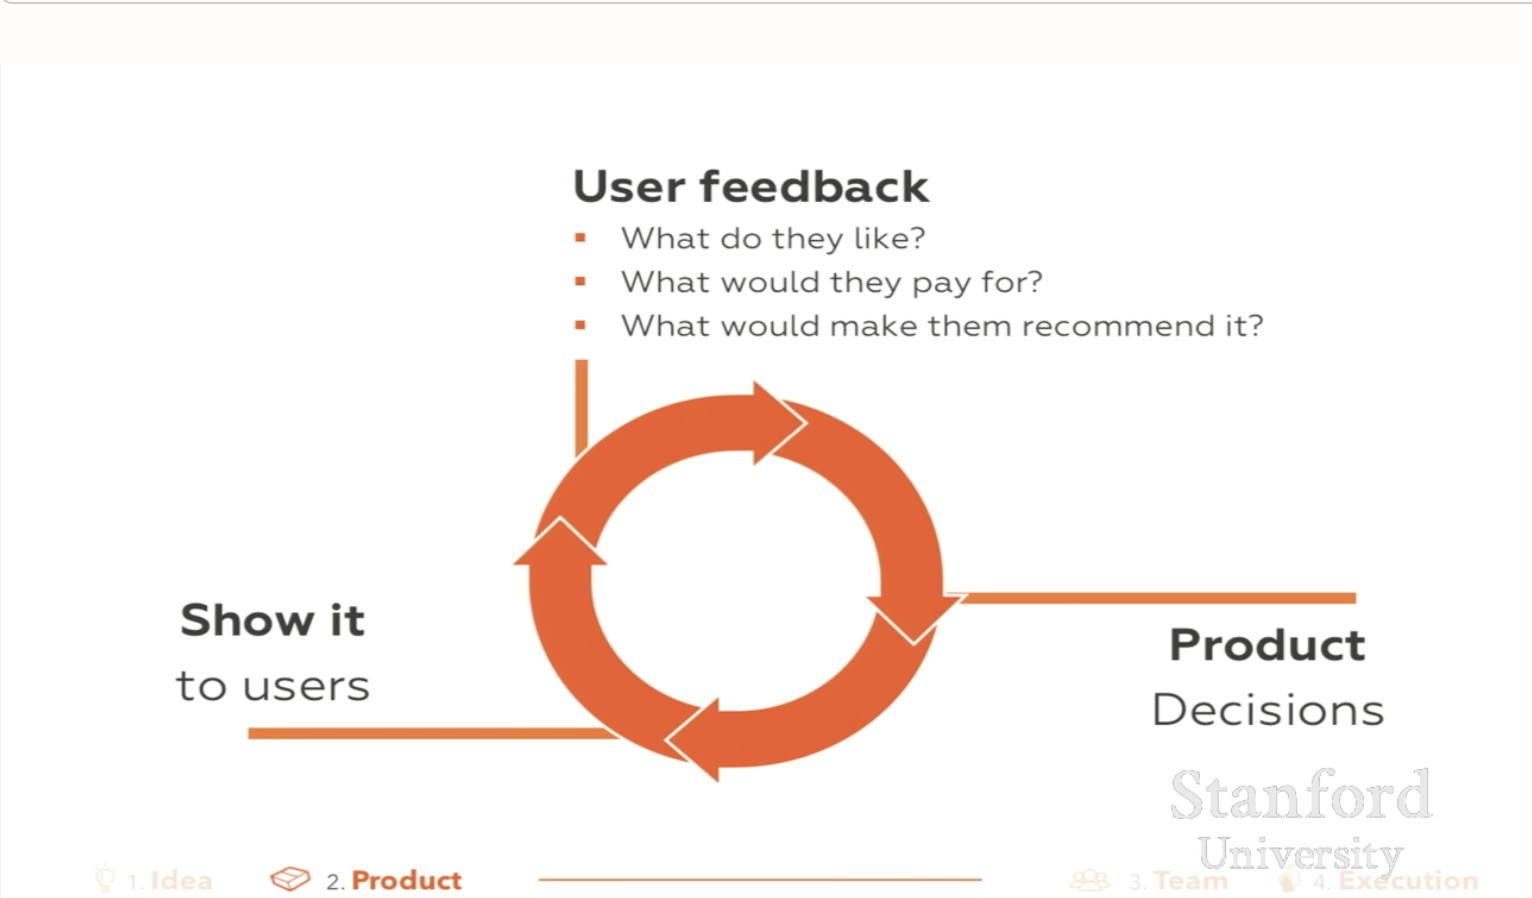 User feedback
▪ What do they like?
▪ What would they pay for?
▪ What would make them recommend it?
Show it
to users
Product
Decisions
Stanford
University
1. Idea
2. Product
3. Team
4. Execution